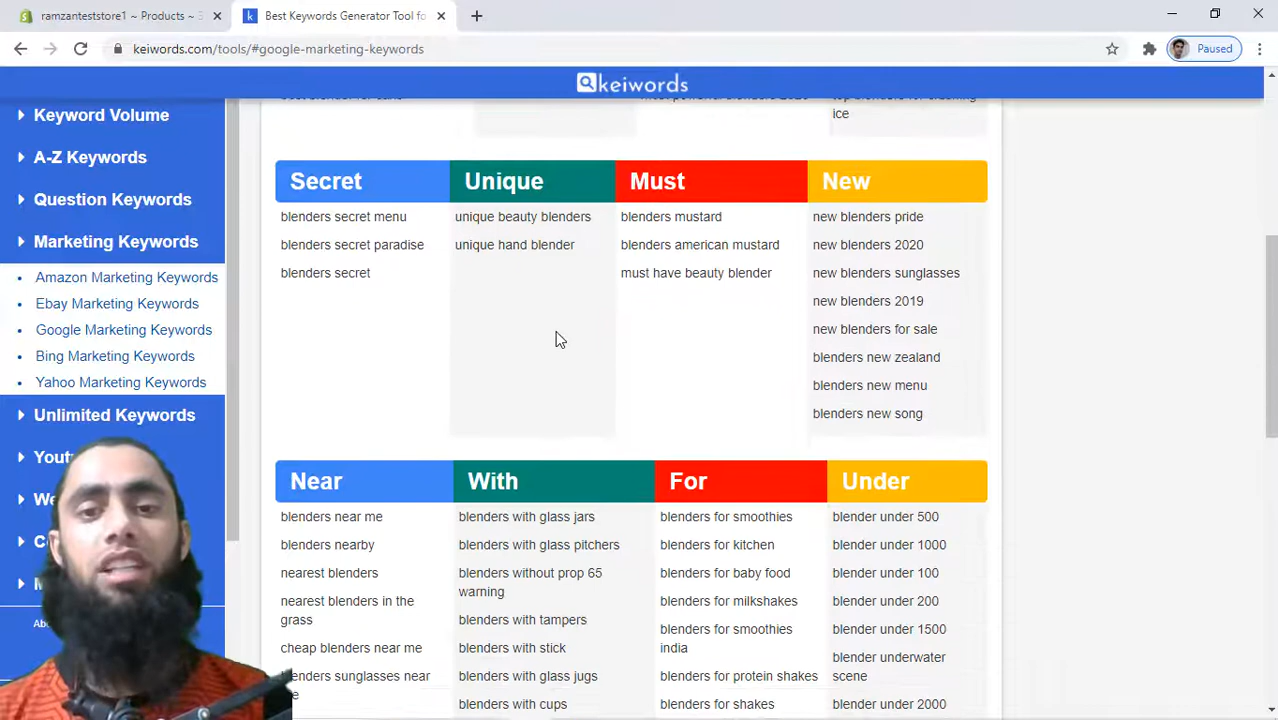 ramzanteststore1 ~ Products ~ S
Best Keywords Generator Tool fo
keiwords.com/tools/#google-marketing-keywords
Paused
keiwords
Keyword Volume
A-Z Keywords
Question Keywords
Marketing Keywords
Amazon Marketing Keywords
Ebay Marketing Keywords
Google Marketing Keywords
Bing Marketing Keywords
Yahoo Marketing Keywords
Unlimited Keywords
ice
Secret
Unique
Must
New
blenders secret menu
unique beauty blenders
blenders mustard
new blenders pride
blenders secret paradise
unique hand blender
blenders american mustard
new blenders 2020
blenders secret
must have beauty blender
new blenders sunglasses
new blenders 2019
new blenders for sale
blenders new zealand
blenders new menu
blenders new song
Near
With
For
Under
blenders near me
blenders with glass jars
blenders for smoothies
blender under 500
blenders nearby
blenders with glass pitchers
blenders for kitchen
blender under 1000
nearest blenders
blenders without prop 65
warning
blenders for baby food
blender under 100
nearest blenders in the
grass
blenders with tampers
blenders for milkshakes
blender under 200
cheap blenders near me
blenders with stick
blenders for smoothies
india
blender under 1500
blenders sunglasses near
blenders with glass jugs
blenders for protein shakes
blender underwater
scene
blenders with cups
blenders for shakes
blender under 2000